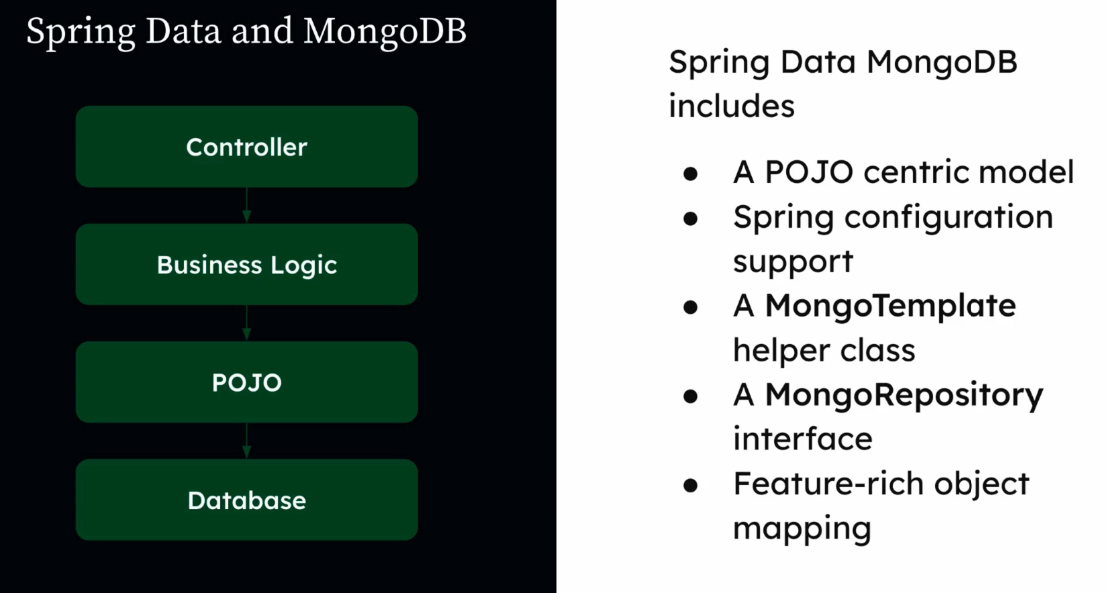 Spring Data and MongoDB
Controller
Business Logic
POJO
Database
Spring Data MongoDB
includes
● A POJO centric model
● Spring configuration
support
● A MongoTemplate
helper class
● A MongoRepository
interface
● Feature-rich object
mapping